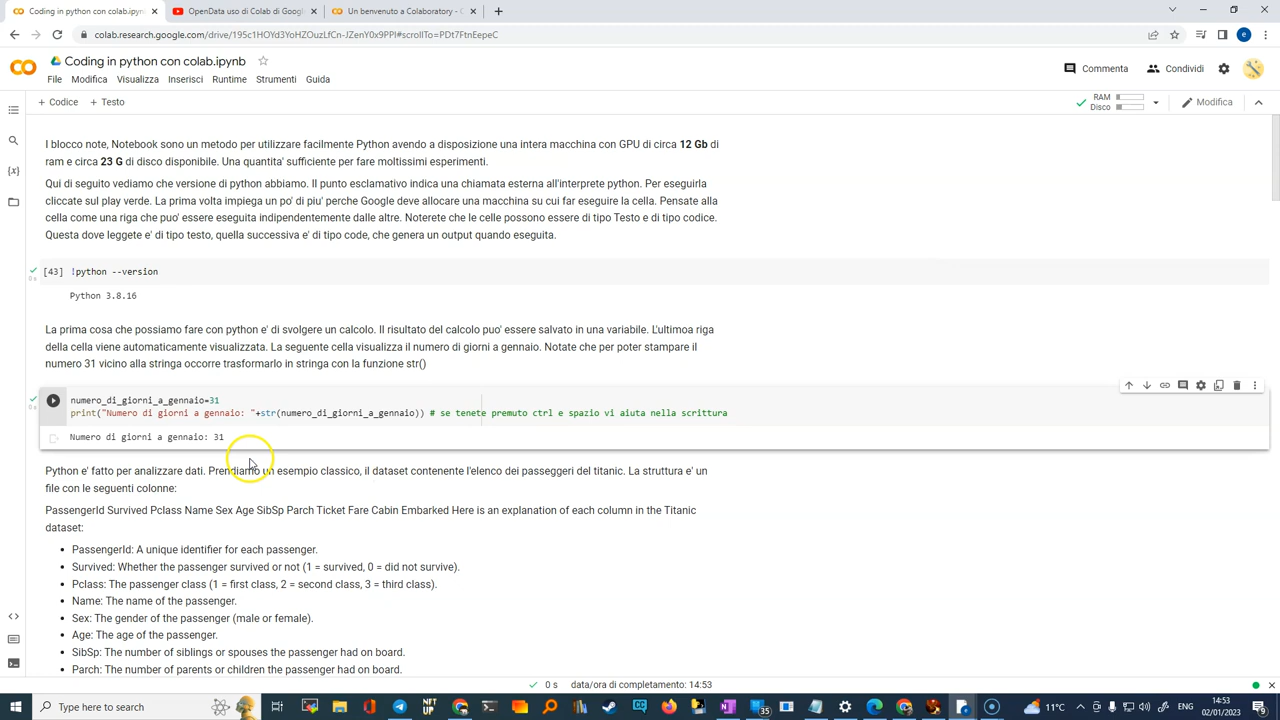 Coding in python con colab.ipynb
OpenData uso di Colab di Googl
Un benvenuto a Colaboratory - C
colab.research.google.com/drive/195c1HOYd3YoHZOuzLfCn-JZenY0x9PPl#scrollTo=PDt7FtnEepeC
e
Coding in python con colab.ipynb
File Modifica Visualizza Inserisci Runtime Strumenti Guida
Commenta
Condividi
+ Codice + Testo
RAM
Disco
Modifica
I blocco note, Notebook sono un metodo per utilizzare facilmente Python avendo a disposizione una intera macchina con GPU di circa 12 Gb di
ram e circa 23 G di disco disponibile. Una quantita' sufficiente per fare moltissimi esperimenti.
Qui di seguito vediamo che versione di python abbiamo. Il punto esclamativo indica una chiamata esterna all'interprete python. Per eseguirla
cliccate sul play verde. La prima volta impiega un po' di piu' perche Google deve allocare una macchina su cui far eseguire la cella. Pensate alla
cella come una riga che puo' essere eseguita indipendentemente dalle altre. Noterete che le celle possono essere di tipo Testo e di tipo codice.
Questa dove leggete e' di tipo testo, quella successiva e' di tipo code, che genera un output quando eseguita.
[43] !python --version
0 s
Python 3.8.16
La prima cosa che possiamo fare con python e' di svolgere un calcolo. Il risultato del calcolo puo' essere salvato in una variabile. L'ultimoa riga
della cella viene automaticamente visualizzata. La seguente cella visualizza il numero di giorni a gennaio. Notate che per poter stampare il
numero 31 vicino alla stringa occorre trasformarlo in stringa con la funzione str()
numero_di_giorni_a_gennaio=31
0 s
print("Numero di giorni a gennaio: "+str(numero_di_giorni_a_gennaio)) # se tenete premuto ctrl e spazio vi aiuta nella scrittura
Numero di giorni a gennaio: 31
Python e' fatto per analizzare dati. Prendiamo un esempio classico, il dataset contenente l'elenco dei passeggeri del titanic. La struttura e' un
file con le seguenti colonne:
PassengerId Survived Pclass Name Sex Age SibSp Parch Ticket Fare Cabin Embarked Here is an explanation of each column in the Titanic
dataset:
• PassengerId: A unique identifier for each passenger.
• Survived: Whether the passenger survived or not (1 = survived, 0 = did not survive).
• Pclass: The passenger class (1 = first class, 2 = second class, 3 = third class).
• Name: The name of the passenger.
• Sex: The gender of the passenger (male or female).
• Age: The age of the passenger.
• SibSp: The number of siblings or spouses the passenger had on board.
• Parch: The number of parents or children the passenger had on board.
0 s data/ora di completamento: 14:53
Type here to search
NFT
UP
35
11°C
14:53
02/01/2023